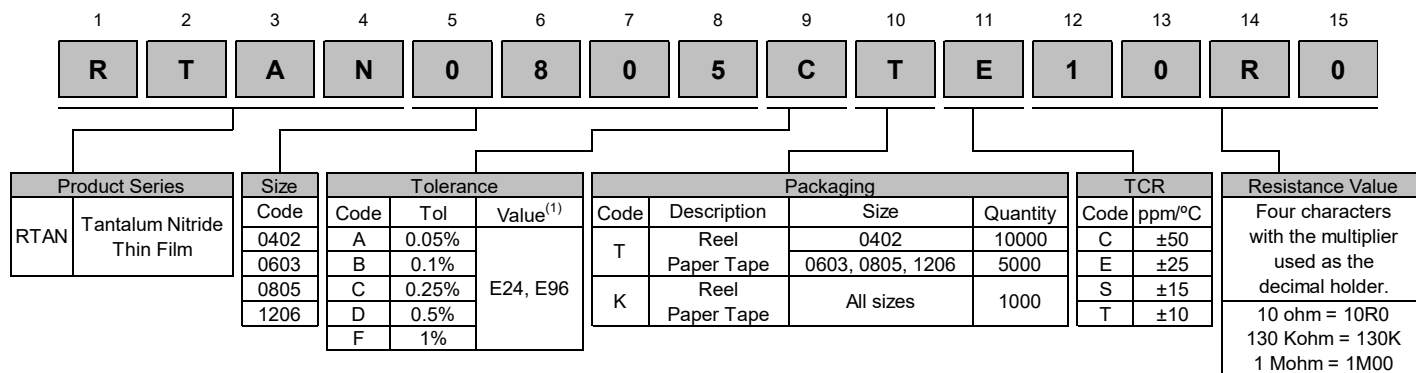 1 2 3 4 5 6 7 8 9 10 11 12 13 14 15
R T A N 0 8 0 5 C T E 1 0 R 0
Product Series
RTAN Tantalum Nitride Thin Film
Size
Code
0402
0603
0805
1206
Tolerance
Code Tol Value(1)
A 0.05% E24, E96
B 0.1%
C 0.25%
D 0.5%
F 1%
Packaging
Code Description Size Quantity
T Reel Paper Tape 0402 10000
0603, 0805, 1206 5000
K Reel Paper Tape All sizes 1000
TCR
Code ppm/ºC
C ±50
E ±25
S ±15
T ±10
Resistance Value
Four characters
with the multiplier
used as the
decimal holder.
10 ohm = 10R0
130 Kohm = 130K
1 Mohm = 1M00